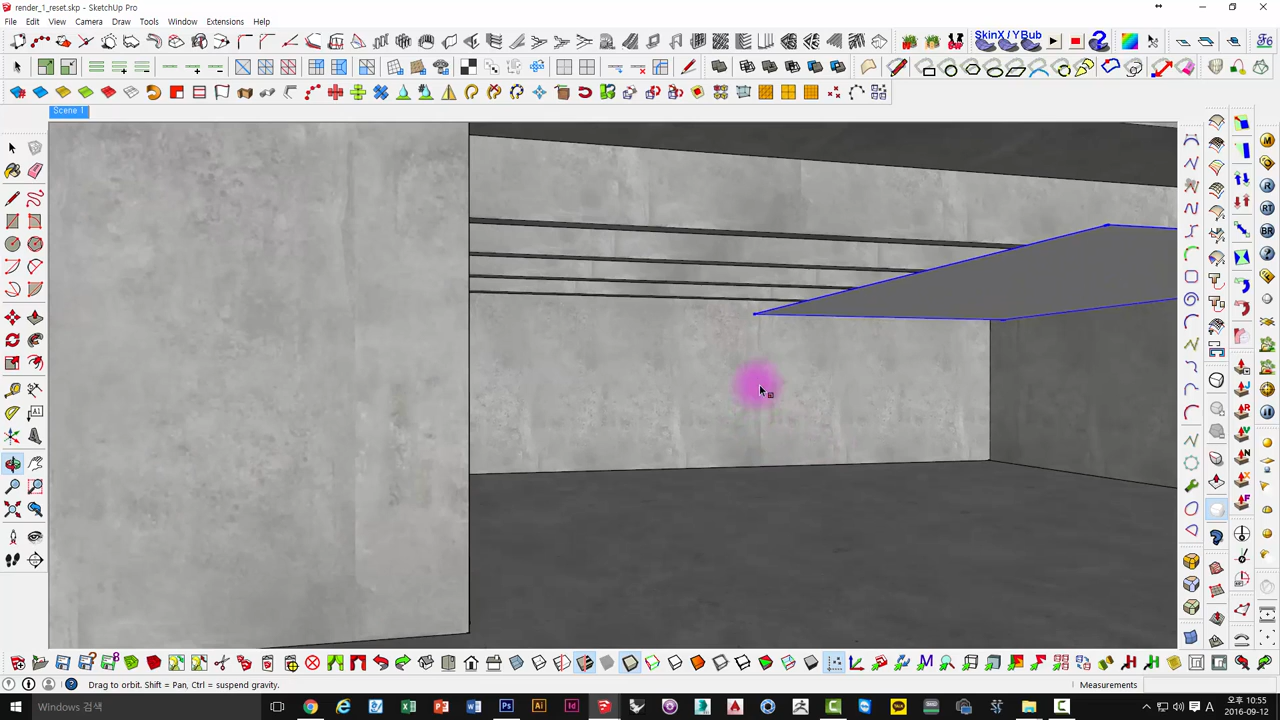 render_1_reset.skp - SketchUp Pro
File Edit View Camera Draw Tools Window Extensions Help
SkinX / YBub
Scene 1
Drag to orbit. Shift = Pan, Ctrl = suspend gravity.
Measurements
Windows 검색
오후 10:55
2016-09-12